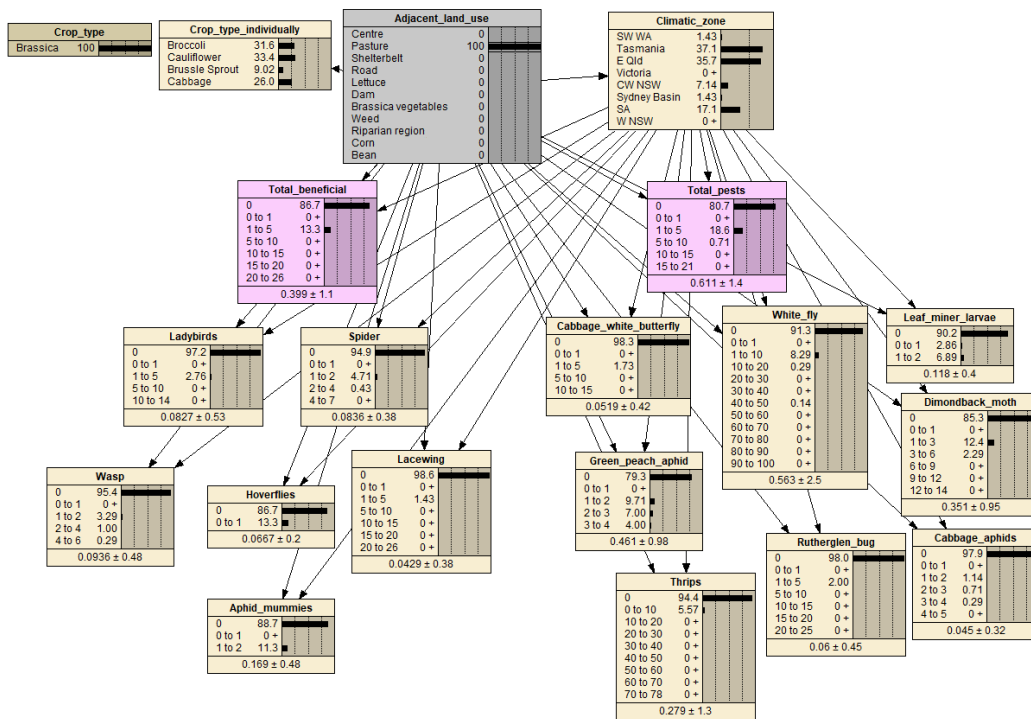 Crop_type
Brassica 100
Crop_type_individually
Broccoli 31.6
Cauliflower 33.4
Brussle Sprout 9.02
Cabbage 26.0
Adjacent_land_use
Centre 0
Pasture 100
Shelterbelt 0
Road 0
Lettuce 0
Dam 0
Brassica vegetables 0
Weed 0
Riparian region 0
Corn 0
Bean 0
Climatic_zone
SW WA 1.43
Tasmania 37.1
E Qld 35.7
Victoria 0 +
CW NSW 7.14
Sydney Basin 1.43
SA 17.1
W NSW 0 +
Total_beneficial
0 86.7
0 to 1 0 +
1 to 5 13.3
5 to 10 0 +
10 to 15 0 +
15 to 20 0 +
20 to 26 0 +
0.399 ± 1.1
Total_pests
0 80.7
0 to 1 0 +
1 to 5 18.6
5 to 10 0.71
10 to 15 0 +
15 to 21 0 +
0.611 ± 1.4
Ladybirds
0 97.2
0 to 1 0 +
1 to 5 2.76
5 to 10 0 +
10 to 14 0 +
0.0827 ± 0.53
Spider
0 94.9
0 to 1 0 +
1 to 2 4.71
2 to 4 0.43
4 to 7 0 +
0.0836 ± 0.38
Cabbage_white_butterfly
0 98.3
0 to 1 0 +
1 to 5 1.73
5 to 10 0 +
10 to 15 0 +
0.0519 ± 0.42
White_fly
0 91.3
0 to 1 0 +
1 to 10 8.29
10 to 20 0.29
20 to 30 0 +
30 to 40 0 +
40 to 50 0.14
50 to 60 0 +
60 to 70 0 +
70 to 80 0 +
80 to 90 0 +
90 to 100 0 +
0.563 ± 2.5
Leaf_miner_larvae
0 90.2
0 to 1 2.86
1 to 2 6.89
0.118 ± 0.4
Dimondback_moth
0 85.3
0 to 1 0 +
1 to 3 12.4
3 to 6 2.29
6 to 9 0 +
9 to 12 0 +
12 to 14 0 +
0.351 ± 0.95
Wasp
0 95.4
0 to 1 0 +
1 to 2 3.29
2 to 4 1.00
4 to 6 0.29
0.0936 ± 0.48
Hoverflies
0 86.7
0 to 1 13.3
0.0667 ± 0.2
Lacewing
0 98.6
0 to 1 0 +
1 to 5 1.43
5 to 10 0 +
10 to 15 0 +
15 to 20 0 +
20 to 26 0 +
0.0429 ± 0.38
Green_peach_aphid
0 79.3
0 to 1 0 +
1 to 2 9.71
2 to 3 7.00
3 to 4 4.00
0.461 ± 0.98
Rutherglen_bug
0 98.0
0 to 1 0 +
1 to 5 2.00
5 to 10 0 +
10 to 15 0 +
15 to 20 0 +
20 to 25 0 +
0.06 ± 0.45
Cabbage_aphids
0 97.9
0 to 1 0 +
1 to 2 1.14
2 to 3 0.71
3 to 4 0.29
4 to 5 0 +
0.045 ± 0.32
Aphid_mummies
0 88.7
0 to 1 0 +
1 to 2 11.3
0.169 ± 0.48
Thrips
0 94.4
0 to 10 5.57
10 to 20 0 +
20 to 30 0 +
30 to 40 0 +
40 to 50 0 +
50 to 60 0 +
60 to 70 0 +
70 to 78 0 +
0.279 ± 1.3